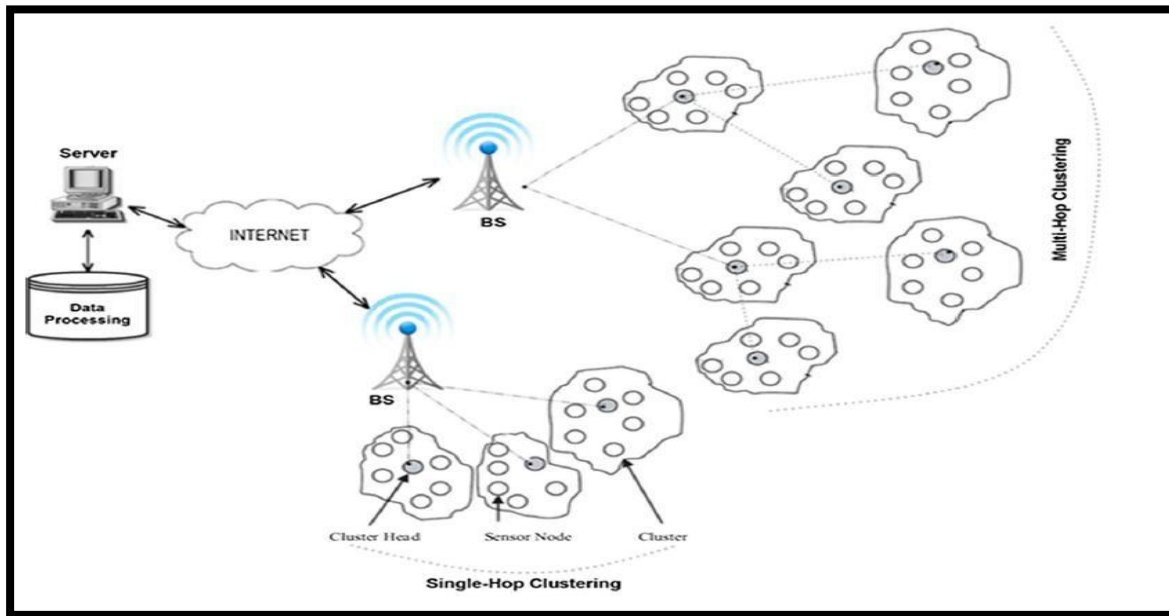 Server
INTERNET
Data
Processing
BS
BS
Multi-Hop Clustering
Cluster Head
Sensor Node
Cluster
Single-Hop Clustering